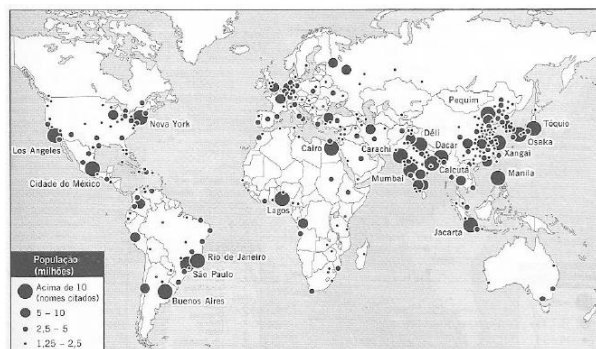 Nova York
Los Angeles
Cidade do México
Rio de Janeiro
São Paulo
Buenos Aires
Lagos
Cairo
Carachi
Mumbai
Déli
Dacar
Calcutá
Pequim
Tóquio
Osaka
Xangai
Manila
Jacarta
População
(milhões)
Acima de 10
(nomes citados)
5 – 10
2,5 – 5
1,25 – 2,5